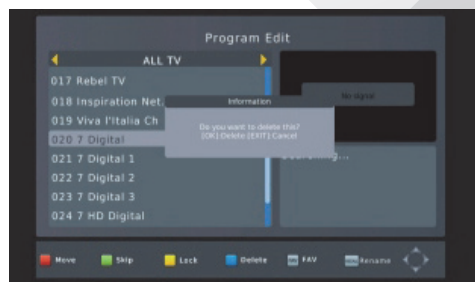 Program Edit
ALL TV
017 Rebel TV
018 Inspiration Net.
Information
No signal
019 Viva l'Italia Ch
Do you want to delete this?
[OK]:Delete [EXIT]:Cancel
020 7 Digital
021 7 Digital 1
022 7 Digital 2
023 7 Digital 3
024 7 HD Digital
Move
Skip
Lock
Delete
FAV
Rename